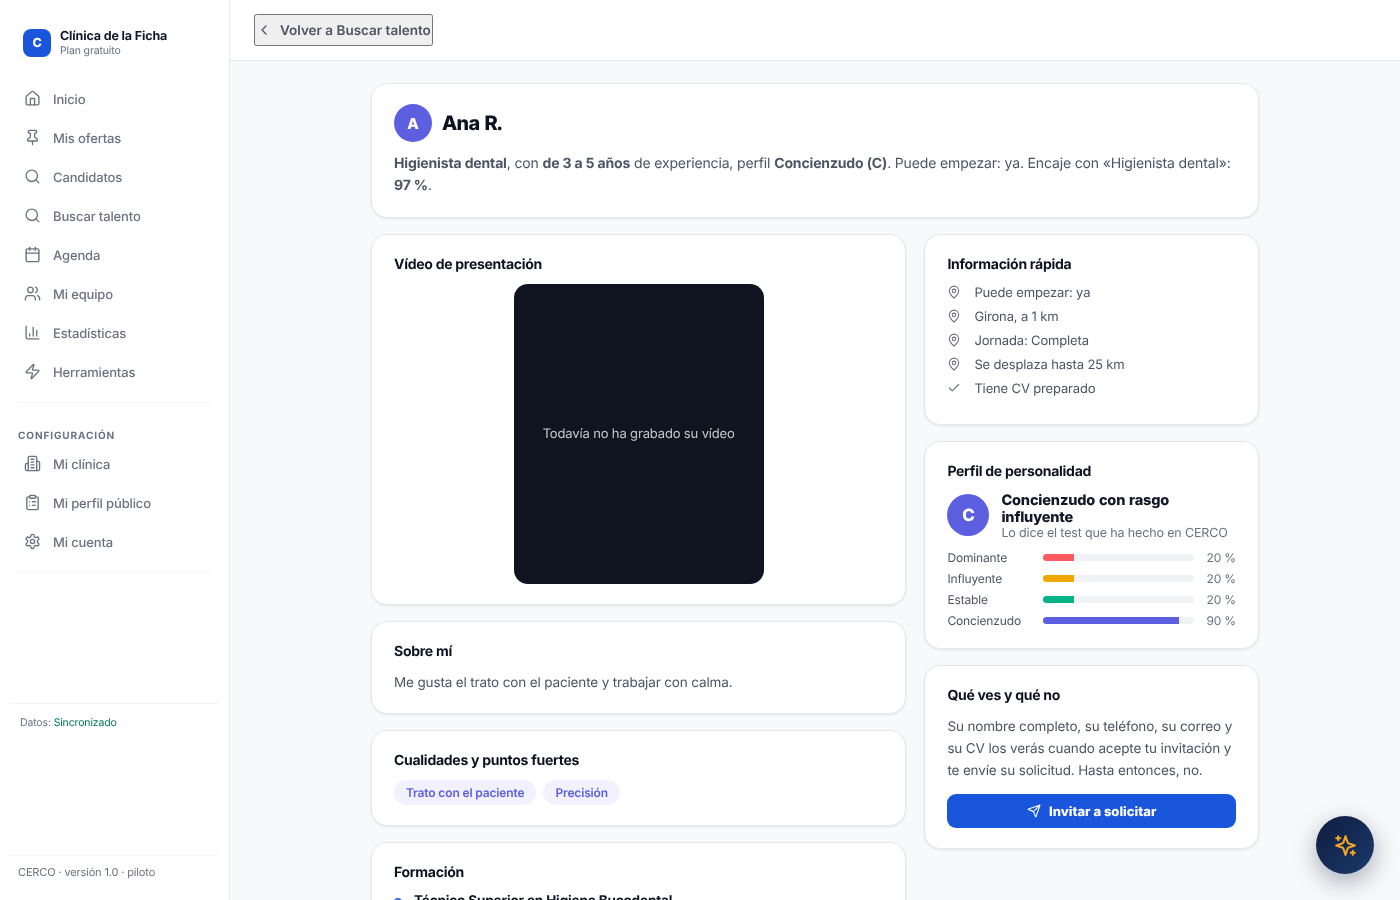 C
Clínica de la Ficha
Plan gratuito
Inicio
Mis ofertas
Candidatos
Buscar talento
Agenda
Mi equipo
Estadísticas
Herramientas
CONFIGURACIÓN
Mi clínica
Mi perfil público
Mi cuenta
Datos: Sincronizado
CERCO · versión 1.0 · piloto
Volver a Buscar talento
A
Ana R.
Higienista dental, con de 3 a 5 años de experiencia, perfil Concienzudo (C). Puede empezar: ya. Encaje con «Higienista dental»:
97 %.
Vídeo de presentación
Todavía no ha grabado su vídeo
Sobre mí
Me gusta el trato con el paciente y trabajar con calma.
Cualidades y puntos fuertes
Trato con el paciente
Precisión
Formación
Técnico Superior en Higiene Bucodental
Información rápida
Puede empezar: ya
Girona, a 1 km
Jornada: Completa
Se desplaza hasta 25 km
Tiene CV preparado
Perfil de personalidad
C
Concienzudo con rasgo
influyente
Lo dice el test que ha hecho en CERCO
Dominante 20 %
Influyente 20 %
Estable 20 %
Concienzudo 90 %
Qué ves y qué no
Su nombre completo, su teléfono, su correo y
su CV los verás cuando acepte tu invitación y
te envíe su solicitud. Hasta entonces, no.
Invitar a solicitar